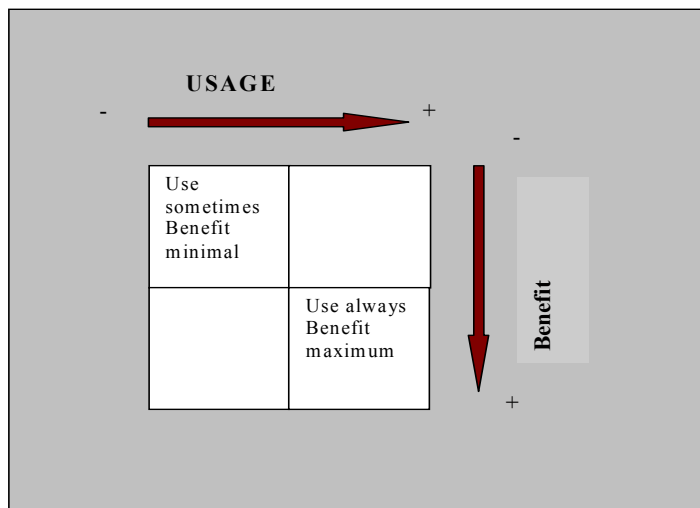 USAGE
- +
-
Use
sometimes
Benefit
minimal
Use always
Benefit
maximum
Benefit
+